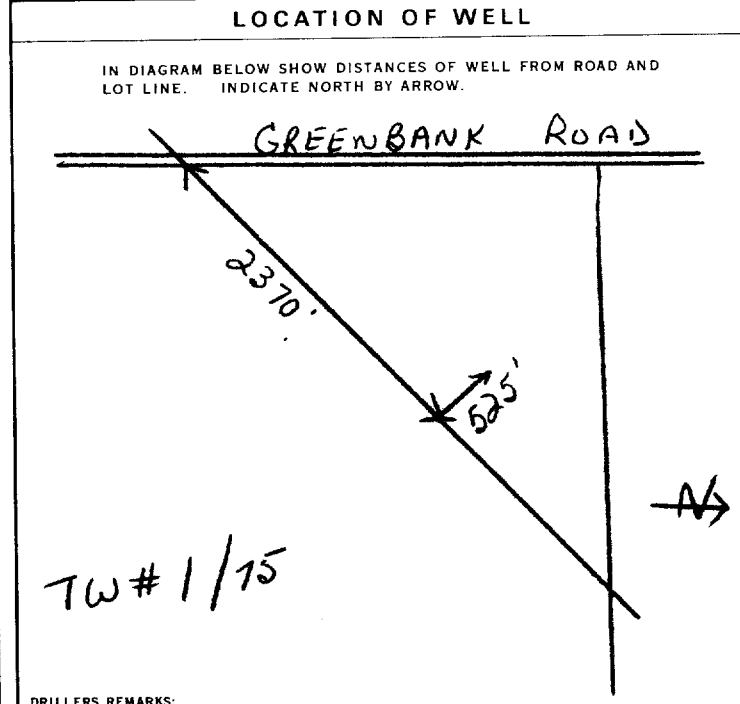 LOCATION OF WELL
IN DIAGRAM BELOW SHOW DISTANCES OF WELL FROM ROAD AND
LOT LINE. INDICATE NORTH BY ARROW.
GREENBANK ROAD
2370'
525'
N
TW# 1/75
DRILLERS REMARKS: